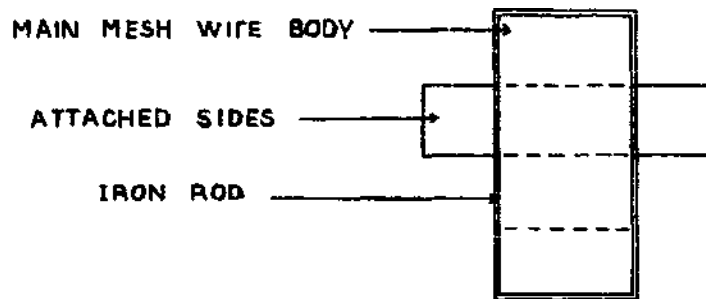 MAIN MESH WIRE BODY
ATTACHED SIDES
IRON ROD